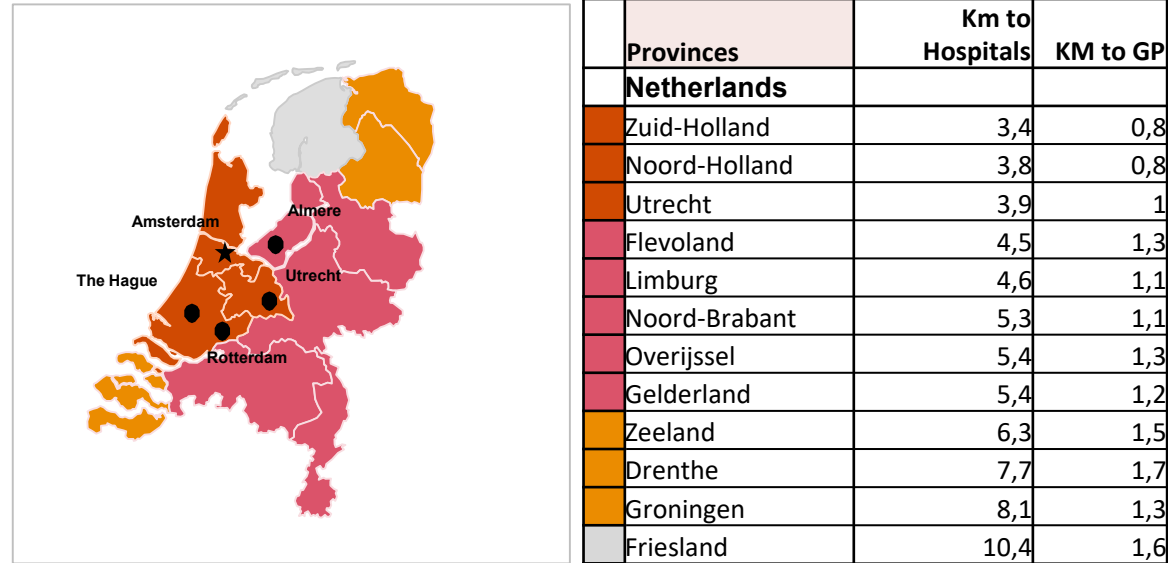 Amsterdam
Almere
The Hague
Utrecht
Rotterdam
Provinces Km to Hospitals KM to GP
Netherlands
Zuid-Holland 3,4 0,8
Noord-Holland 3,8 0,8
Utrecht 3,9 1
Flevoland 4,5 1,3
Limburg 4,6 1,1
Noord-Brabant 5,3 1,1
Overijssel 5,4 1,3
Gelderland 5,4 1,2
Zeeland 6,3 1,5
Drenthe 7,7 1,7
Groningen 8,1 1,3
Friesland 10,4 1,6